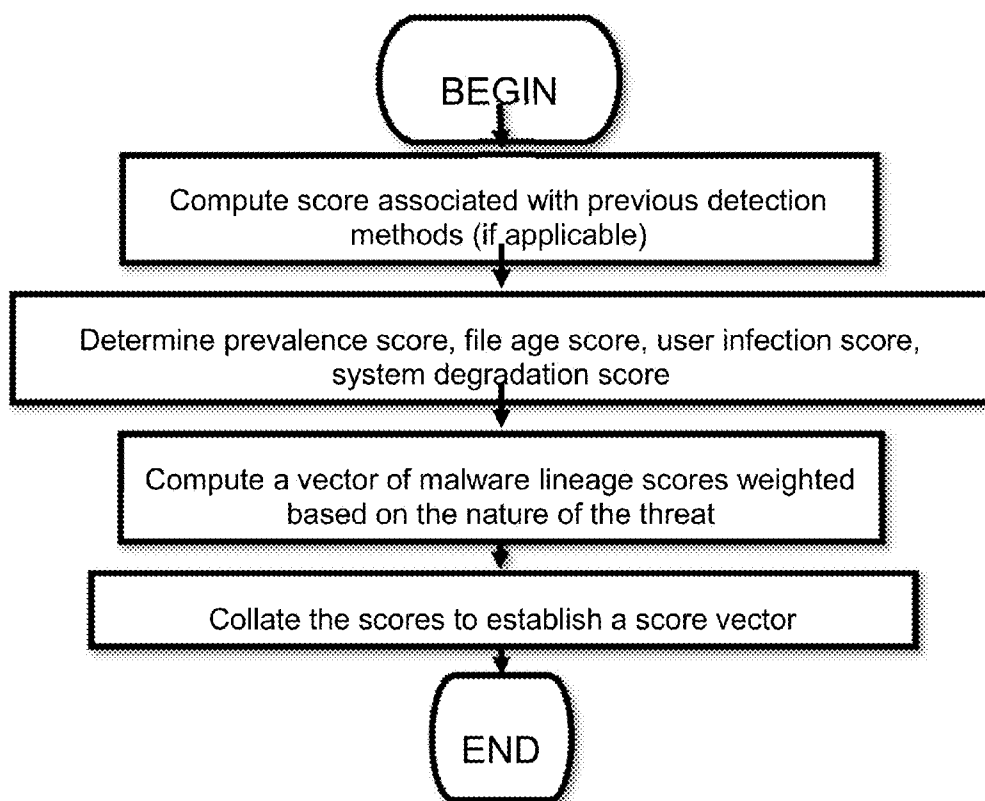 BEGIN
Compute score associated with previous detection
methods (if applicable)
Determine prevalence score, file age score, user infection score,
system degradation score
Compute a vector of malware lineage scores weighted
based on the nature of the threat
Collate the scores to establish a score vector
END